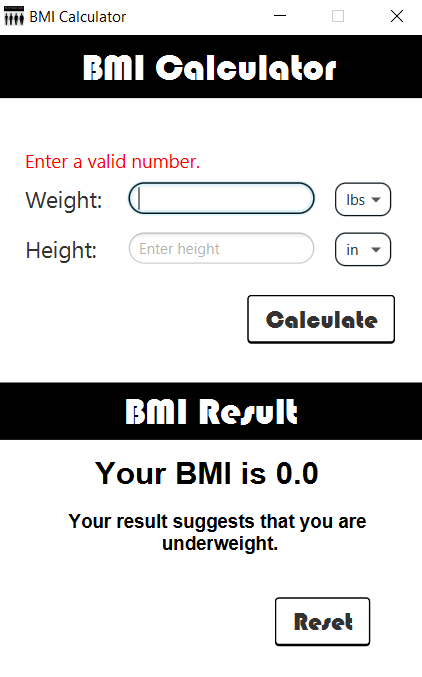 BMI Calculator
BMI Calculator
Enter a valid number.
Weight: lbs
Height: Enter height in
Calculate
BMI Result
Your BMI is 0.0
Your result suggests that you are
underweight.
Reset